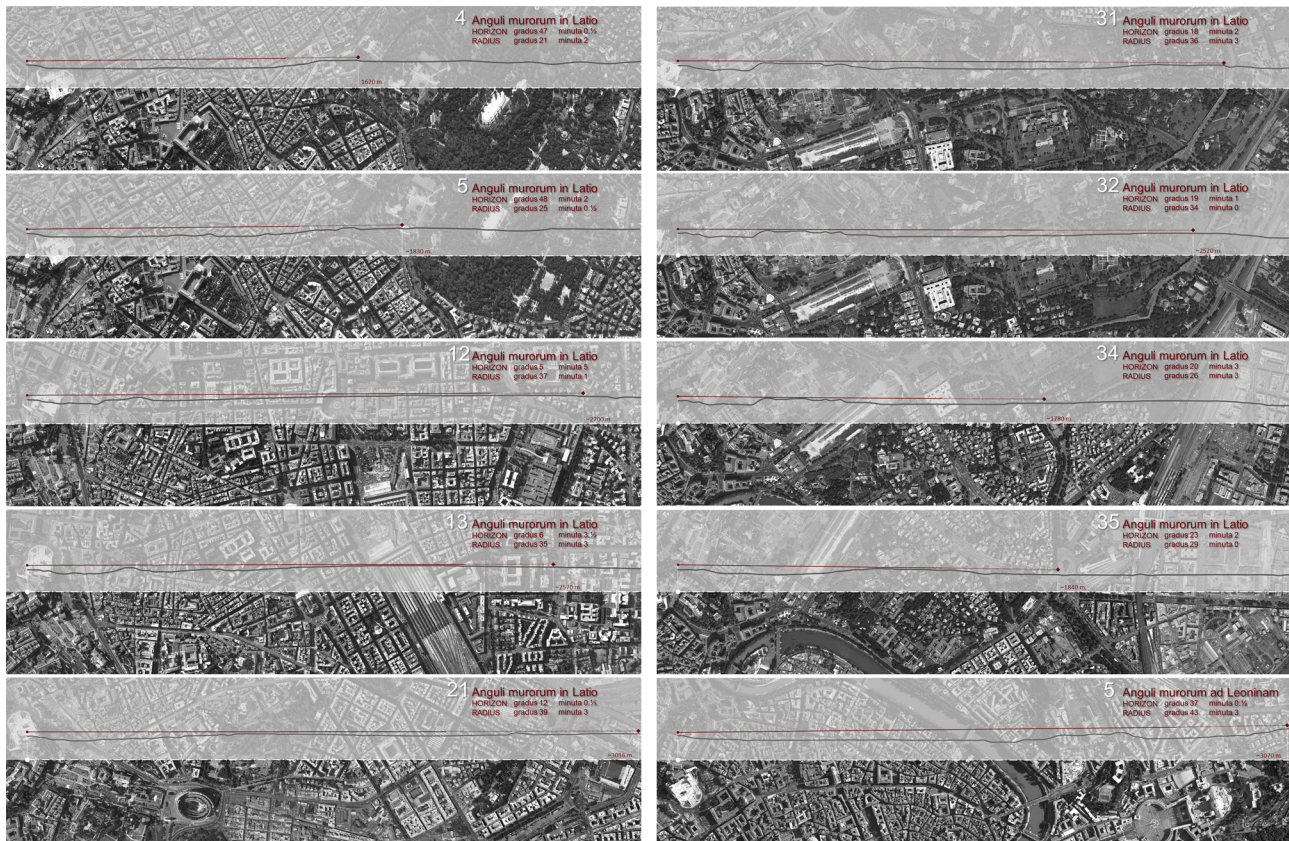 4 Anguli murorum in Latio
HORIZON gradus 47 minuta 0.½
RADIUS gradus 21 minuta 2
1620 m.
5 Anguli murorum in Latio
HORIZON gradus 48 minuta 2
RADIUS gradus 25 minuta 0.½
~1830 m.
12 Anguli murorum in Latio
HORIZON gradus 5 minuta 5
RADIUS gradus 37 minuta 1
~2700 m.
13 Anguli murorum in Latio
HORIZON gradus 6 minuta 3.½
RADIUS gradus 35 minuta 3
~2570 m.
21 Anguli murorum in Latio
HORIZON gradus 12 minuta 0.½
RADIUS gradus 39 minuta 3
~3016 m.
31 Anguli murorum in Latio
HORIZON gradus 18 minuta 2
RADIUS gradus 36 minuta 3
32 Anguli murorum in Latio
HORIZON gradus 19 minuta 1
RADIUS gradus 34 minuta 0
~2520 m.
34 Anguli murorum in Latio
HORIZON gradus 20 minuta 3
RADIUS gradus 26 minuta 3
~1780 m.
35 Anguli murorum in Latio
HORIZON gradus 23 minuta 2
RADIUS gradus 29 minuta 0
~1840 m.
5 Anguli murorum ad Leoninam
HORIZON gradus 37 minuta 0.½
RADIUS gradus 43 minuta 3
~3070 m.